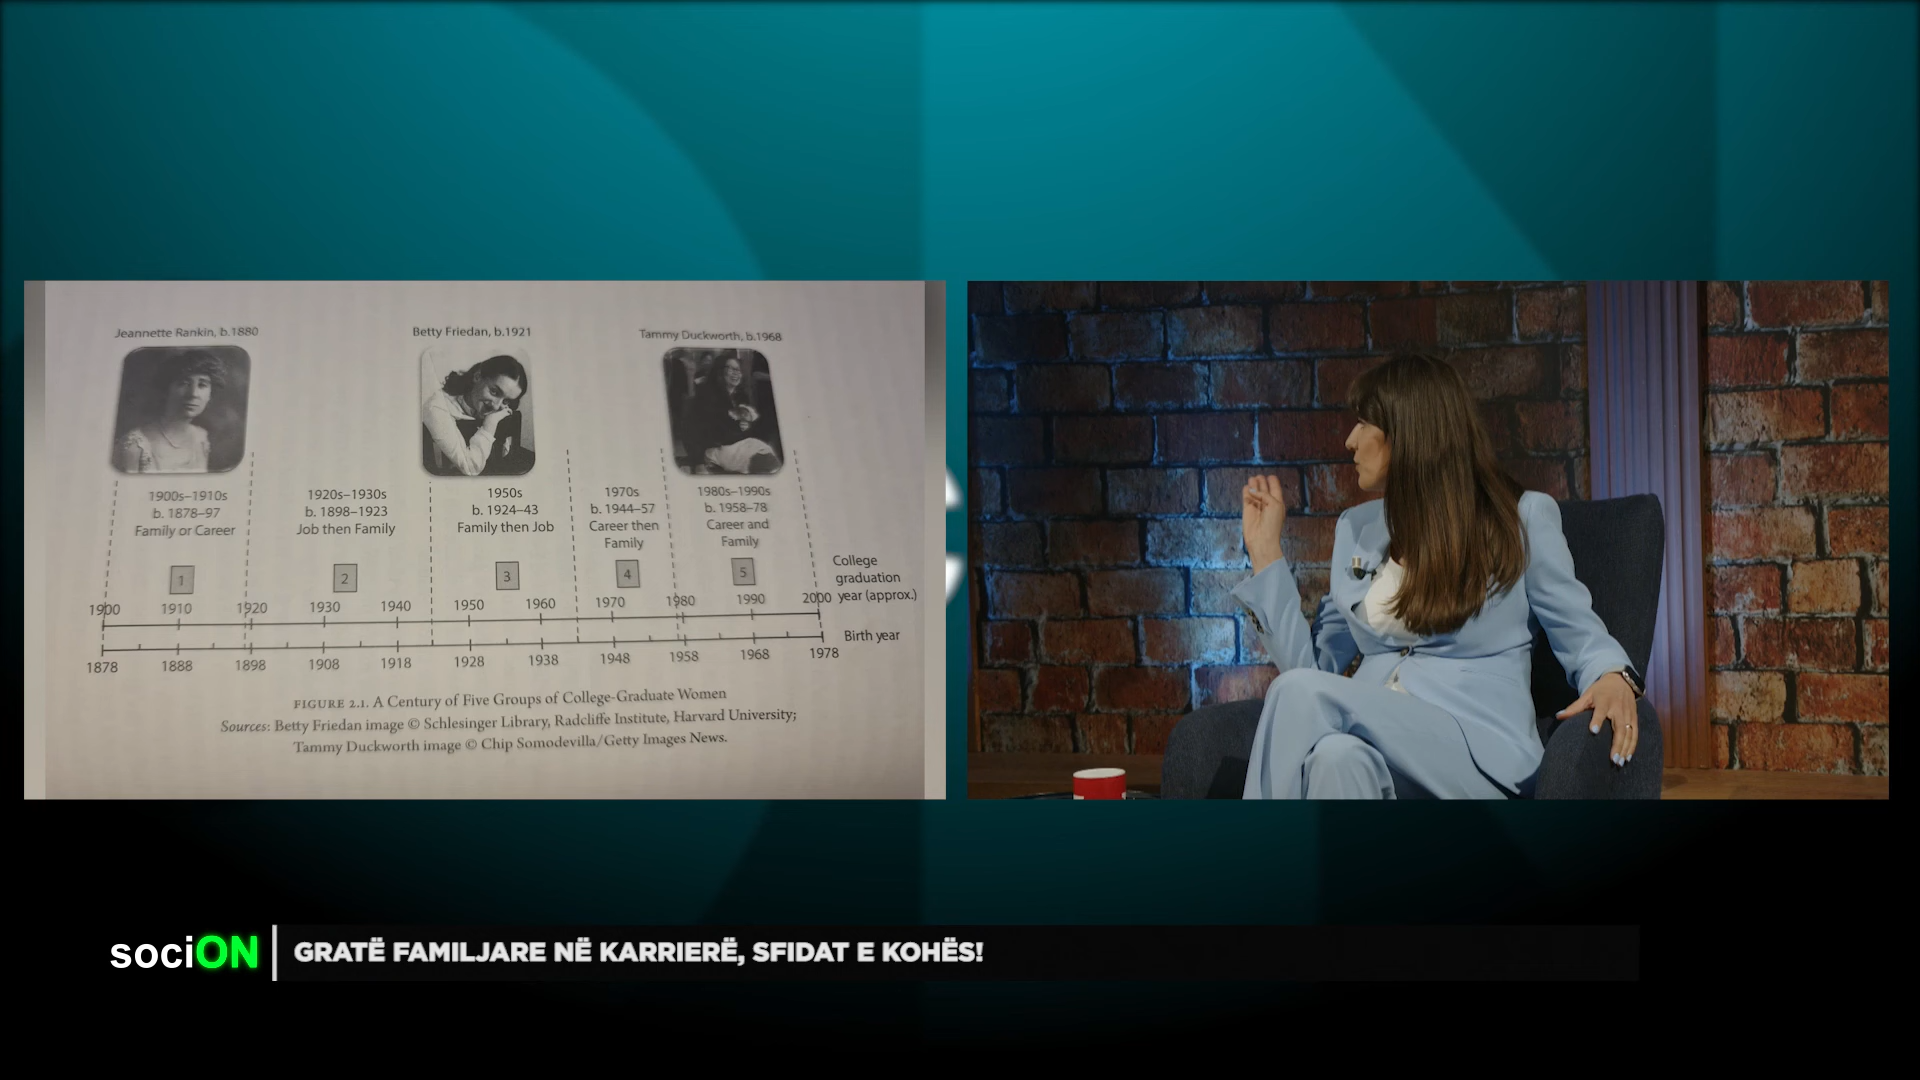 Jeannette Rankin, b.1880
Betty Friedan, b.1921
Tammy Duckworth, b.1968
1900s–1910s
b. 1878–97
Family or Career
1
1920s–1930s
b. 1898–1923
Job then Family
2
1950s
b. 1924–43
Family then Job
3
1970s
b. 1944–57
Career then
Family
4
1980s–1990s
b. 1958–78
Career and
Family
5
College
graduation
year (approx.)
1900 1910 1920 1930 1940 1950 1960 1970 1980 1990 2000
Birth year
1878 1888 1898 1908 1918 1928 1938 1948 1958 1968 1978
FIGURE 2.1. A Century of Five Groups of College-Graduate Women
Sources: Betty Friedan image © Schlesinger Library, Radcliffe Institute, Harvard University;
Tammy Duckworth image © Chip Somodevilla/Getty Images News.
sociON
GRATË FAMILJARE NË KARRIERË, SFIDAT E KOHËS!